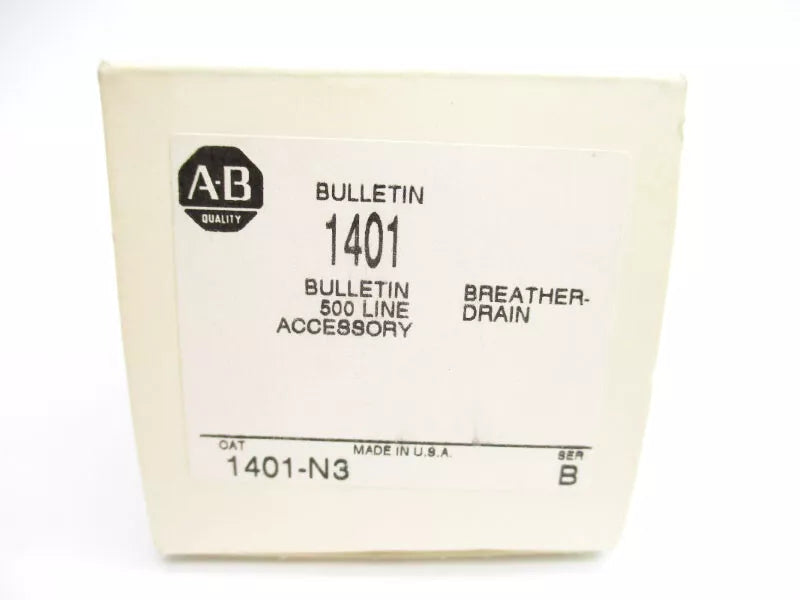 A-B
QUALITY
BULLETIN
1401
BULLETIN
500 LINE
ACCESSORY
BREATHER-
DRAIN
CAT
MADE IN U.S.A.
SER
1401-N3
B